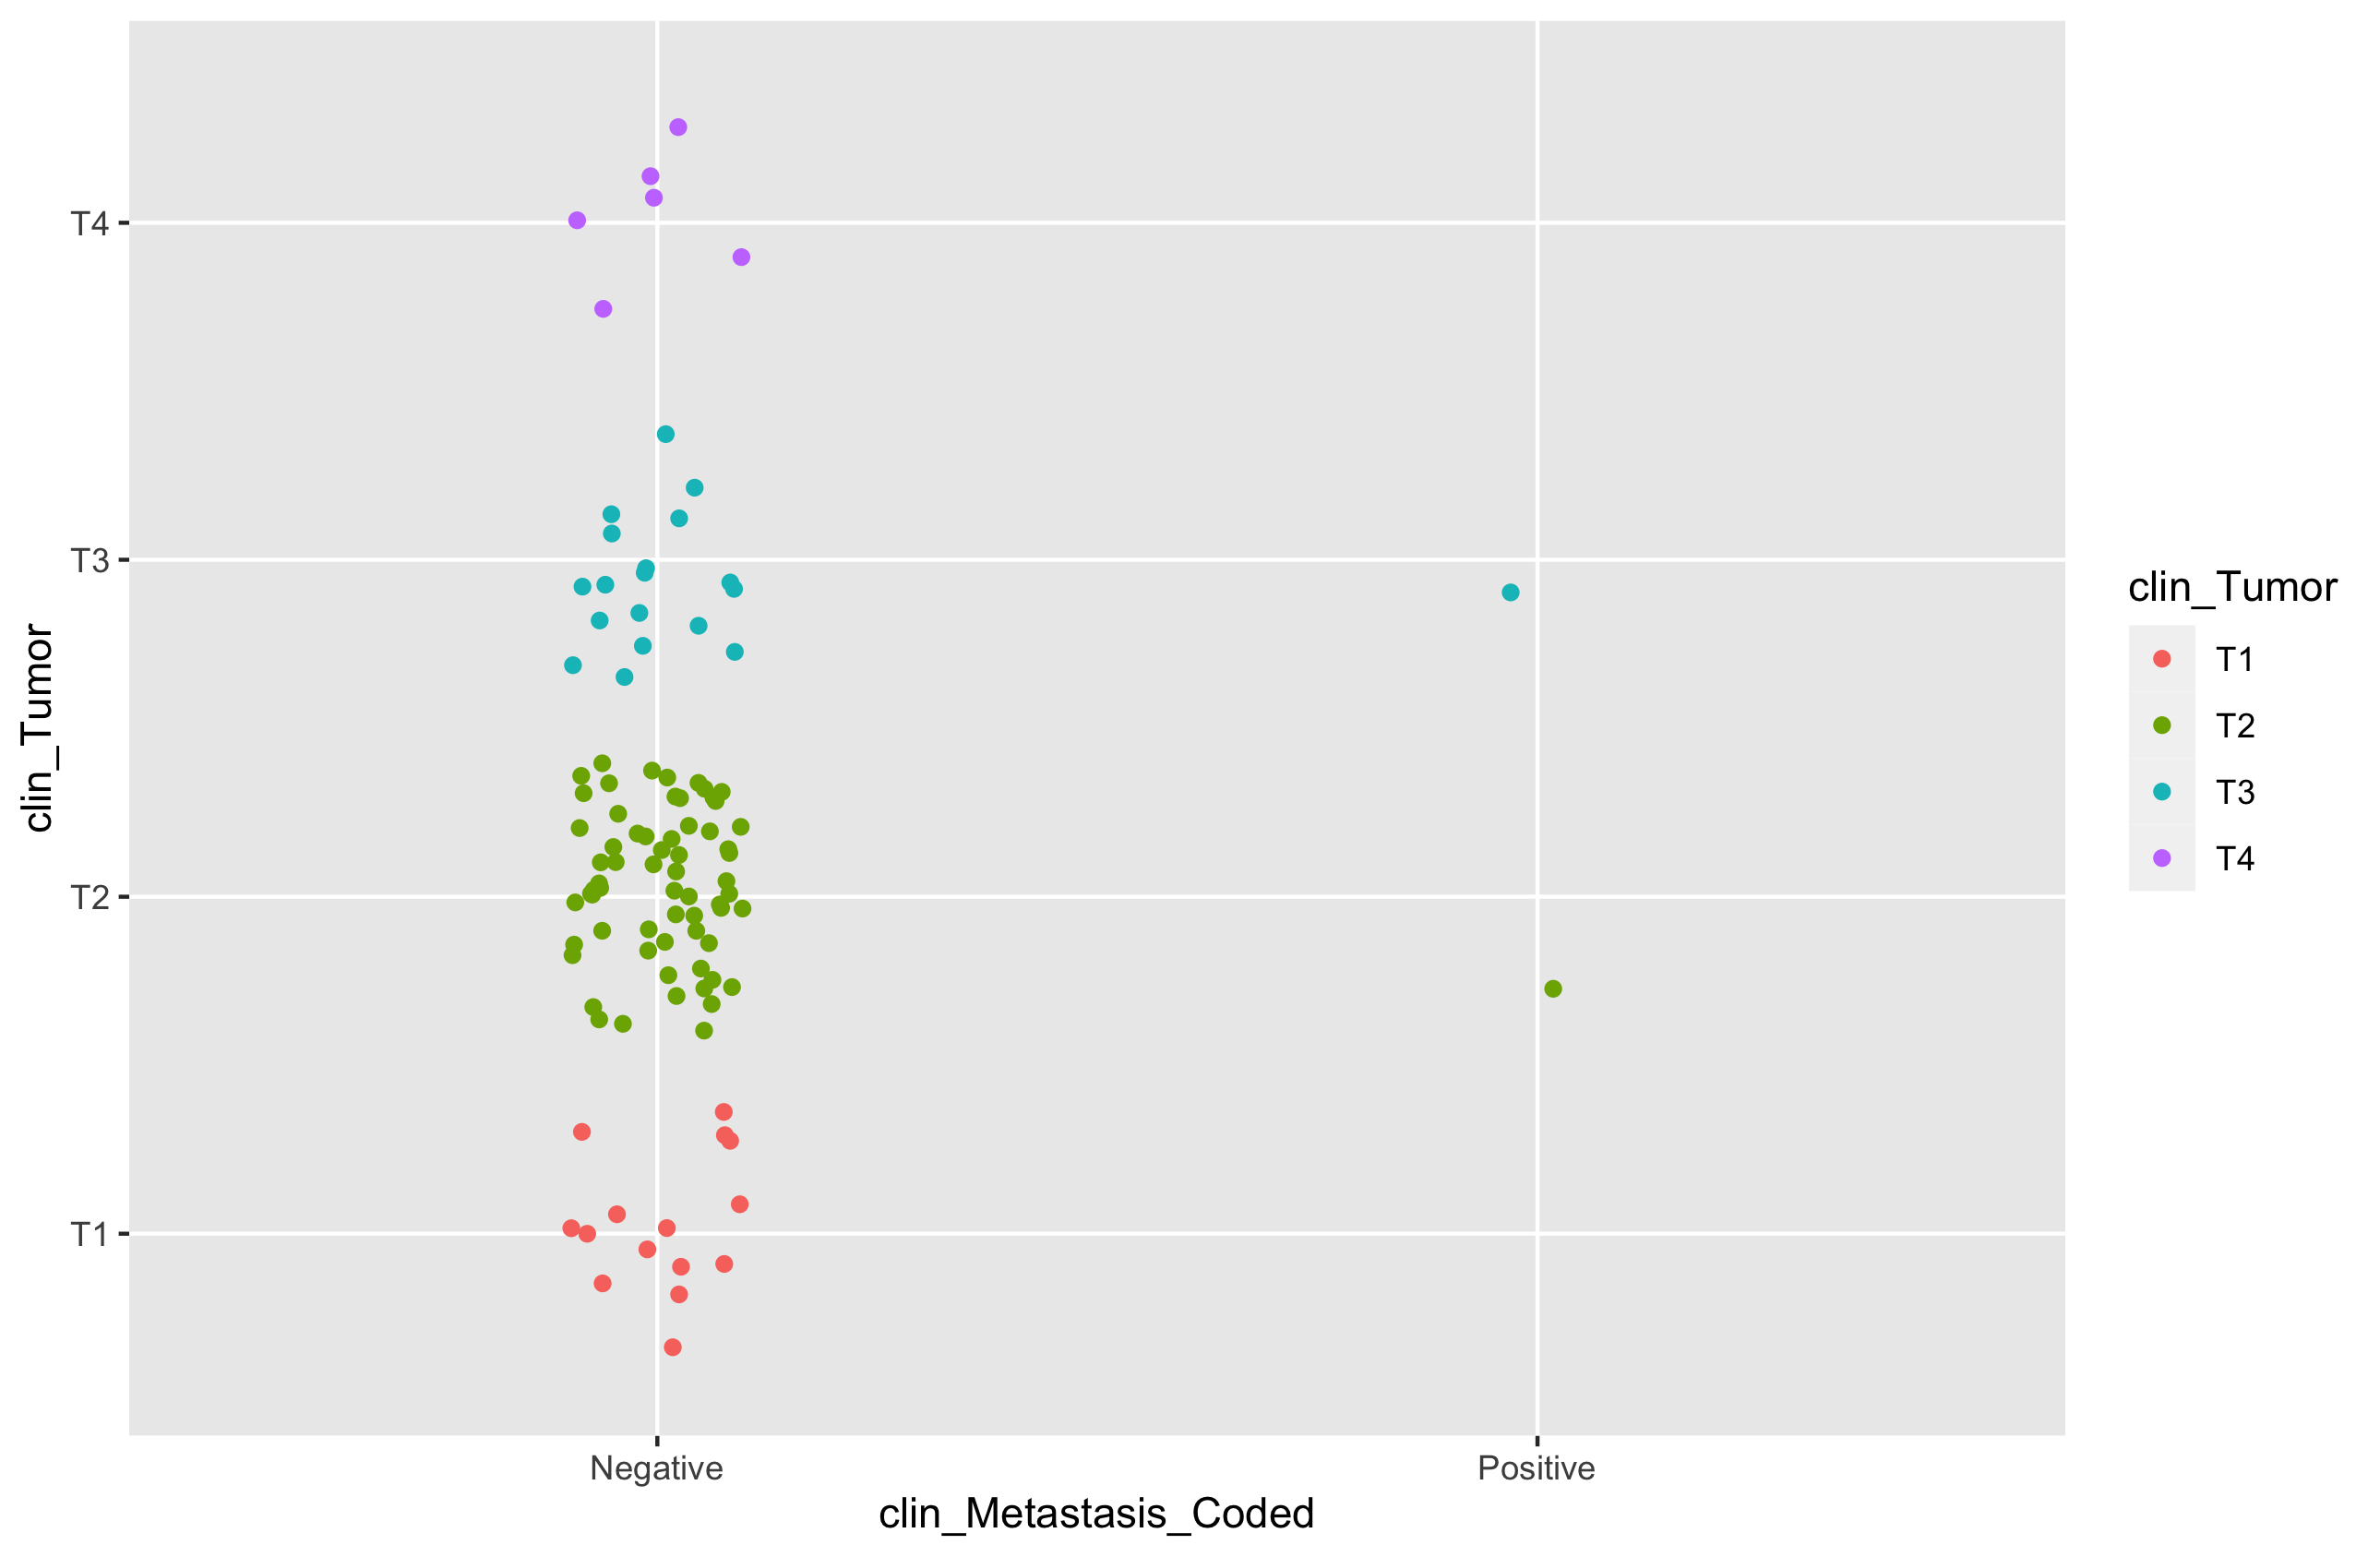 T4
T3
T2
T1
clin_Tumor
Negative
Positive
clin_Metastasis_Coded
clin_Tumor
T1
T2
T3
T4